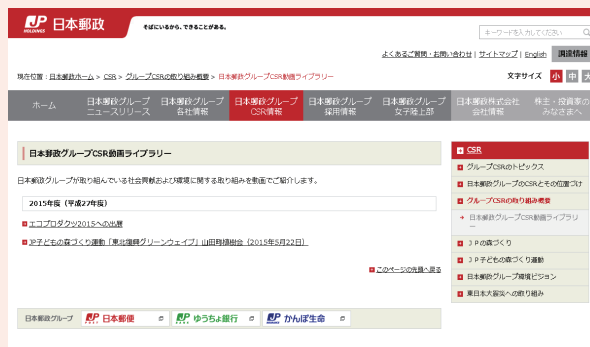 JP HOLDINGS 日本郵政 そばにいるから、できることがある。
キーワードを入力してください
よくあるご質問・お問い合わせ | サイトマップ | English 調達情報
現在位置：日本郵政ホーム > CSR > グループCSRの取り組み概要 > 日本郵政グループCSR動画ライブラリー
文字サイズ 小 中 大
ホーム
日本郵政グループ ニュースリリース
日本郵政グループ 各社情報
日本郵政グループ CSR情報
日本郵政グループ 採用情報
日本郵政グループ 女子陸上部
日本郵政株式会社 会社情報
株主・投資家の みなさまへ
日本郵政グループCSR動画ライブラリー
日本郵政グループが取り組んでいる社会貢献および環境に関する取り組みを動画でご紹介します。
2015年度（平成27年度）
エコプロダクツ2015への出展
JP子どもの森づくり運動「東北復興グリーンウェイブ」山田町植樹会（2015年5月22日）
このページの先頭へ戻る
CSR
グループCSRのトピックス
日本郵政グループのCSRとその位置づけ
グループCSRの取り組み概要
日本郵政グループCSR動画ライブラリ
ー
ＪＰの森づくり
ＪＰ子どもの森づくり運動
日本郵政グループ環境ビジョン
東日本大震災への取り組み
日本郵政グループ
JP POST 日本郵便
JP BANK ゆうちょ銀行
JP INSURANCE かんぽ生命